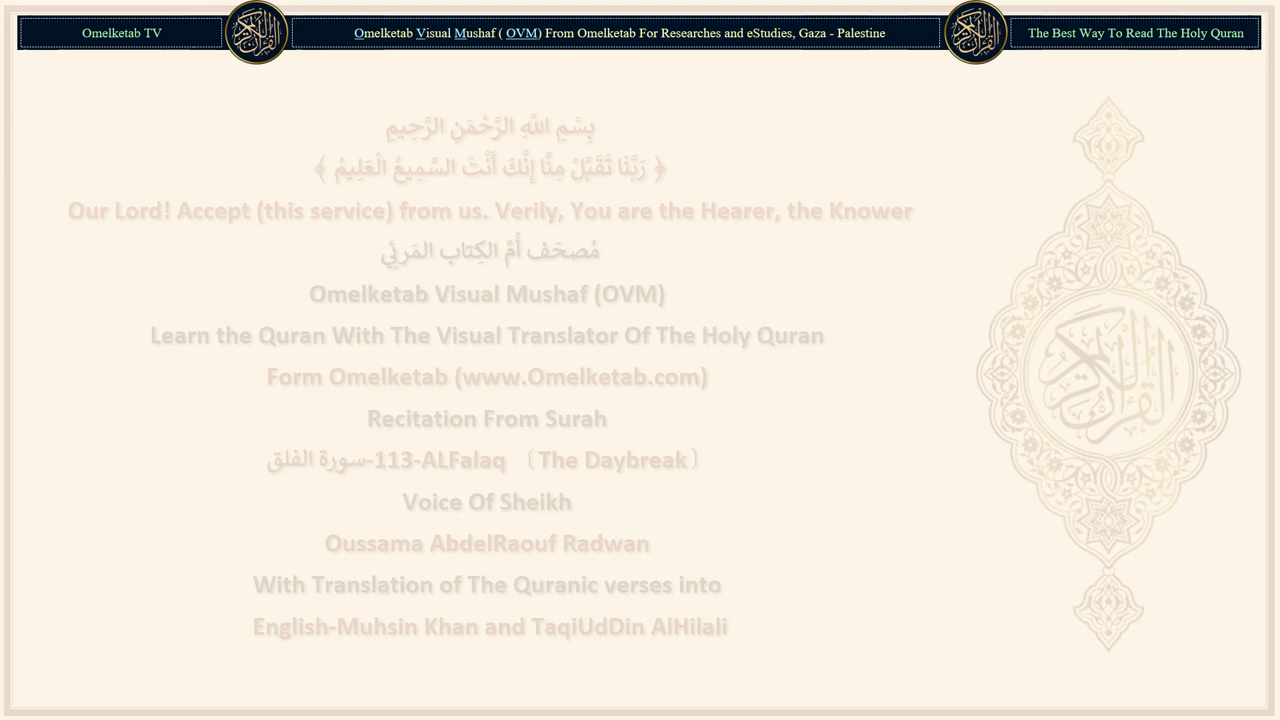 Omelketab TV
Omelketab Visual Mushaf ( OVM) From Omelketab For Researches and eStudies, Gaza - Palestine
The Best Way To Read The Holy Quran
بِسْمِ اللَّهِ الرَّحْمَنِ الرَّحِيمِ
﴿ رَبَّنَا تَقَبَّلْ مِنَّا إِنَّكَ أَنْتَ السَّمِيعُ الْعَلِيمُ ﴾
Our Lord! Accept (this service) from us. Verily, You are the Hearer, the Knower
مُصحَف أُمّ الكِتاب المَرئِي
Omelketab Visual Mushaf (OVM)
Learn the Quran With The Visual Translator Of The Holy Quran
Form Omelketab (www.Omelketab.com)
Recitation From Surah
سورة الفلق-113-ALFalaq 〔The Daybreak〕
Voice Of Sheikh
Oussama AbdelRaouf Radwan
With Translation of The Quranic verses into
English-Muhsin Khan and TaqiUdDin AlHilali
القرآن الكريم